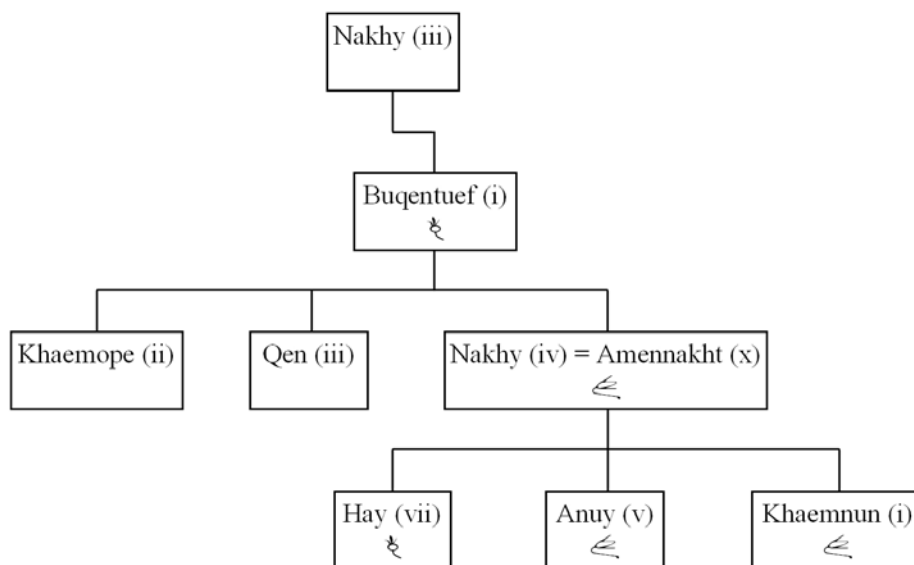 Nakhy (iii)
Buqentuef (i)
Khaemope (ii)
Qen (iii)
Nakhy (iv) = Amennakht (x)
Hay (vii)
Anuy (v)
Khaemnun (i)